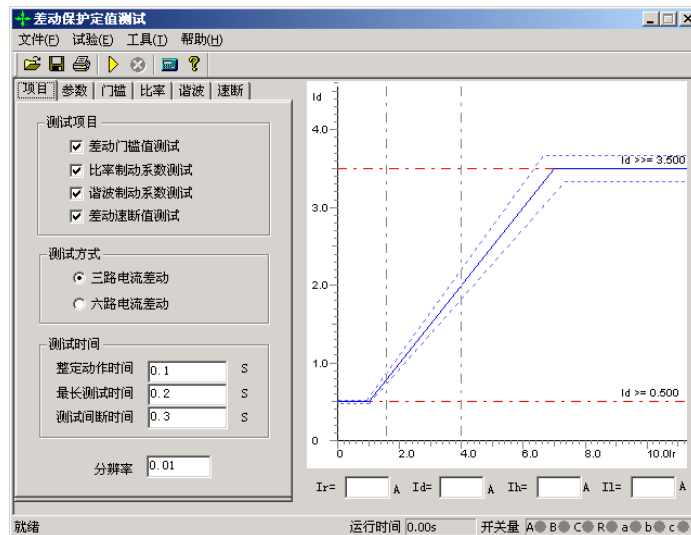 差动保护定值测试
文件(F) 试验(E) 工具(T) 帮助(H)
项目 参数 门槛 比率 谐波 速断
测试项目
差动门槛值测试
比率制动系数测试
谐波制动系数测试
差动速断值测试
测试方式
三路电流差动
六路电流差动
测试时间
整定动作时间 0.1 S
最长测试时间 0.2 S
测试间断时间 0.3 S
分辨率 0.01
Id
4.0
Id >>= 3.500
3.0
2.0
1.0
Id >= 0.500
0
0 2.0 4.0 6.0 8.0 10.0Ir
Ir= A Id= A Ih= A Il= A
就绪 运行时间 0.00s 开关量 A B C R a b c